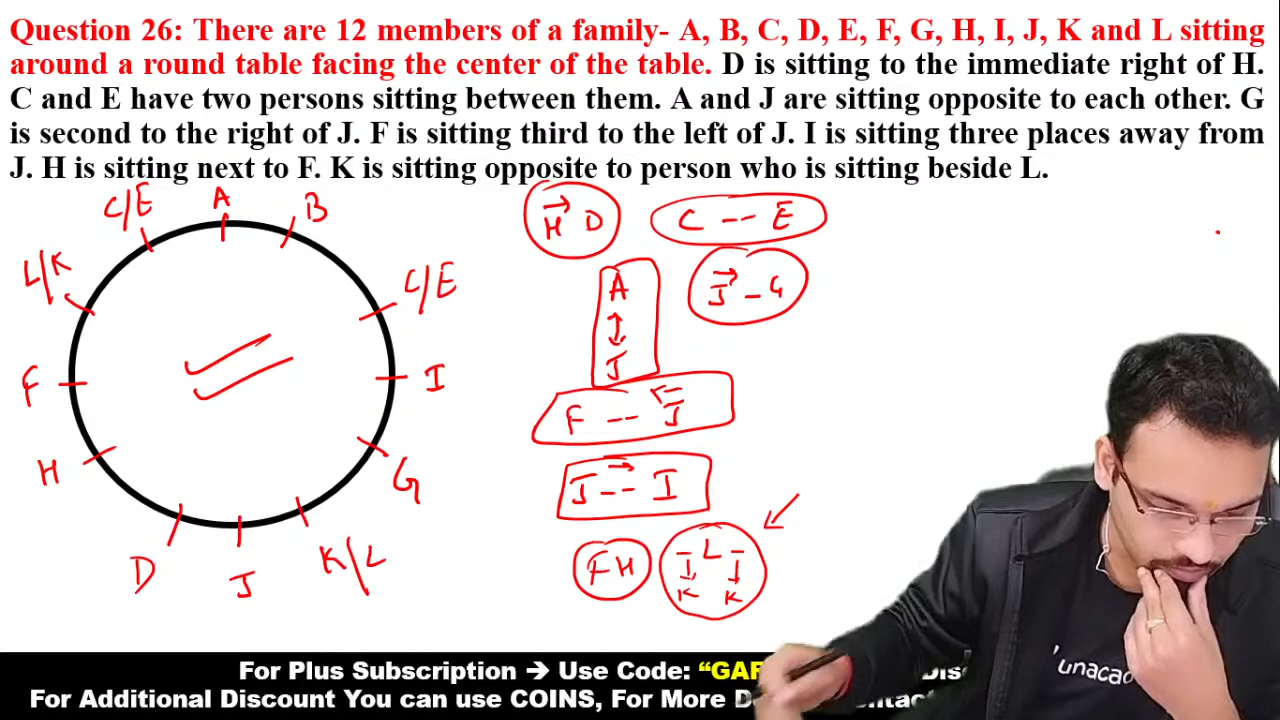 Question 26: There are 12 members of a family- A, B, C, D, E, F, G, H, I, J, K and L sitting
around a round table facing the center of the table. D is sitting to the immediate right of H.
C and E have two persons sitting between them. A and J are sitting opposite to each other. G
is second to the right of J. F is sitting third to the left of J. I is sitting three places away from
J. H is sitting next to F. K is sitting opposite to person who is sitting beside L.
C/E A B
H D C -- E
L/K C/E
A J - G
J
F I
F -- J
H G
J -- I
D J K/L
F H - L -
J J
K K
unacad
For Plus Subscription → Use Code: “GAF
For Additional Discount You can use COINS, For More D